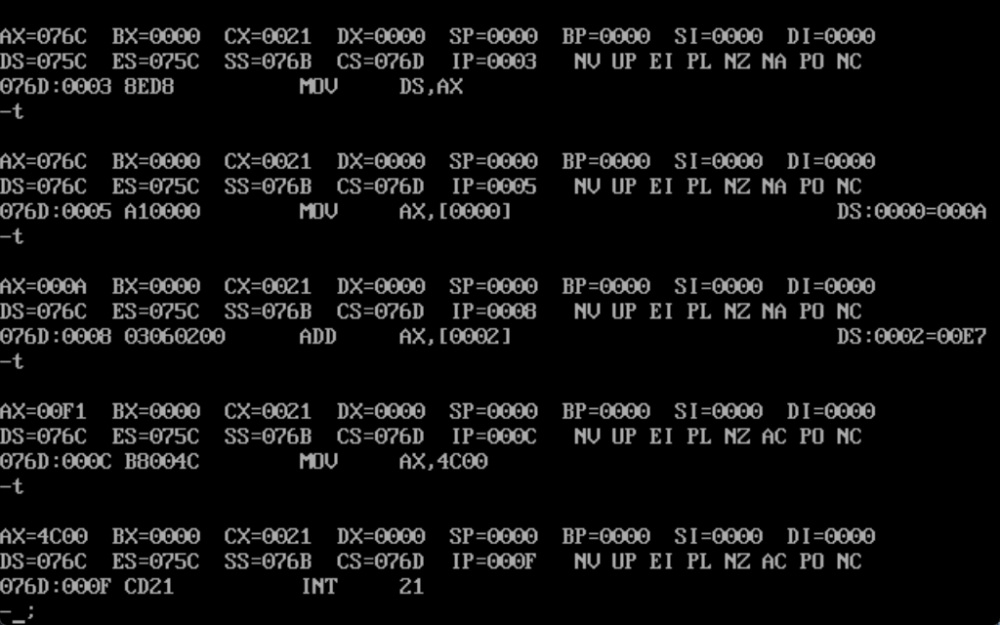 AX=076C  BX=0000  CX=0021  DX=0000  SP=0000  BP=0000  SI=0000  DI=0000
DS=075C  ES=075C  SS=076B  CS=076D  IP=0003   NV UP EI PL NZ NA PO NC
076D:0003 8ED8          MOV     DS,AX
-t
AX=076C  BX=0000  CX=0021  DX=0000  SP=0000  BP=0000  SI=0000  DI=0000
DS=076C  ES=075C  SS=076B  CS=076D  IP=0005   NV UP EI PL NZ NA PO NC
076D:0005 A10000        MOV     AX,[0000]                          DS:0000=000A
-t
AX=000A  BX=0000  CX=0021  DX=0000  SP=0000  BP=0000  SI=0000  DI=0000
DS=076C  ES=075C  SS=076B  CS=076D  IP=0008   NV UP EI PL NZ NA PO NC
076D:0008 03060200      ADD     AX,[0002]                          DS:0002=00E7
-t
AX=00F1  BX=0000  CX=0021  DX=0000  SP=0000  BP=0000  SI=0000  DI=0000
DS=076C  ES=075C  SS=076B  CS=076D  IP=000C   NV UP EI PL NZ AC PO NC
076D:000C B8004C        MOV     AX,4C00
-t
AX=4C00  BX=0000  CX=0021  DX=0000  SP=0000  BP=0000  SI=0000  DI=0000
DS=076C  ES=075C  SS=076B  CS=076D  IP=000F   NV UP EI PL NZ AC PO NC
076D:000F CD21          INT     21
-_;